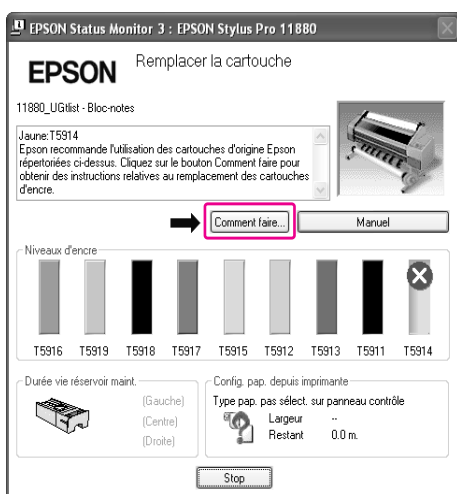 EPSON Status Monitor 3 : EPSON Stylus Pro 11880
EPSON
Remplacer la cartouche
11880_UGtlist - Bloc-notes
Jaune:T5914
Epson recommande l'utilisation des cartouches d'origine Epson
répertoriées ci-dessus. Cliquez sur le bouton Comment faire pour
obtenir des instructions relatives au remplacement des cartouches
d'encre.
Comment faire...
Manuel
Niveaux d'encre
T5916 T5919 T5918 T5917 T5915 T5912 T5913 T5911 T5914
Durée vie réservoir maint.
(Gauche)
(Centre)
(Droite)
Config. pap. depuis imprimante
Type pap. pas sélect. sur panneau contrôle
Largeur --
Restant 0.0 m.
Stop